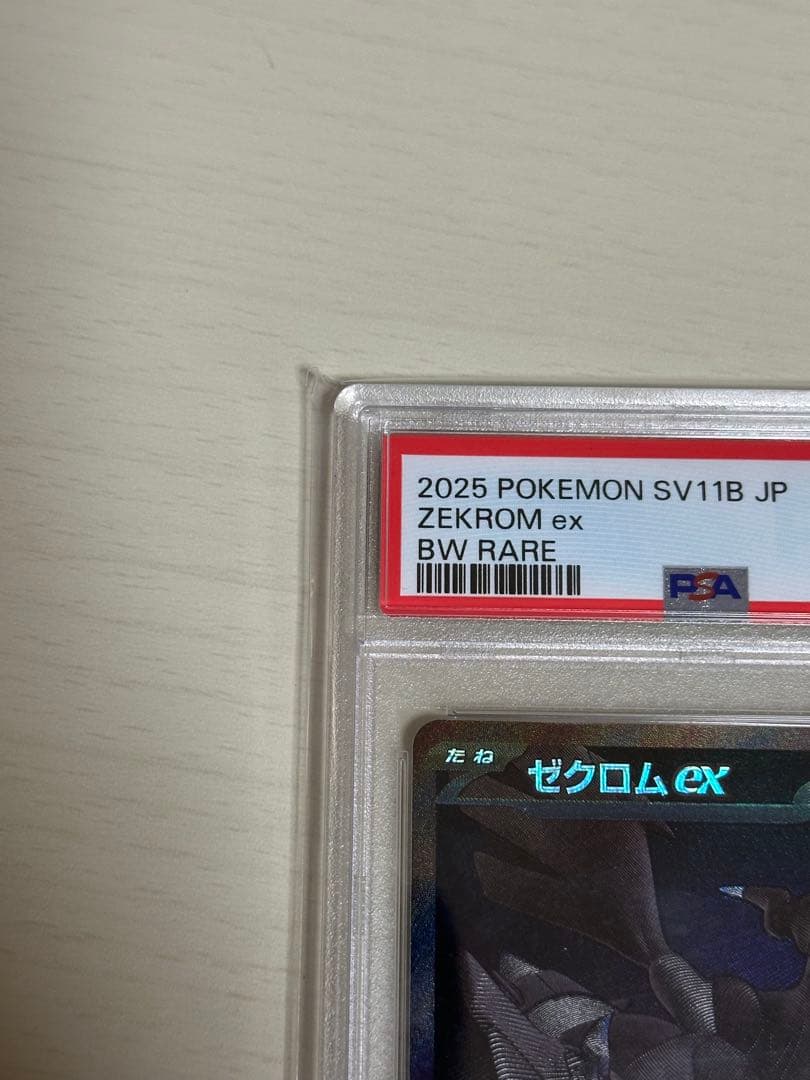 2025 POKEMON SV11B JP
ZEKROM ex
BW RARE
PSA
たね ゼクロムex